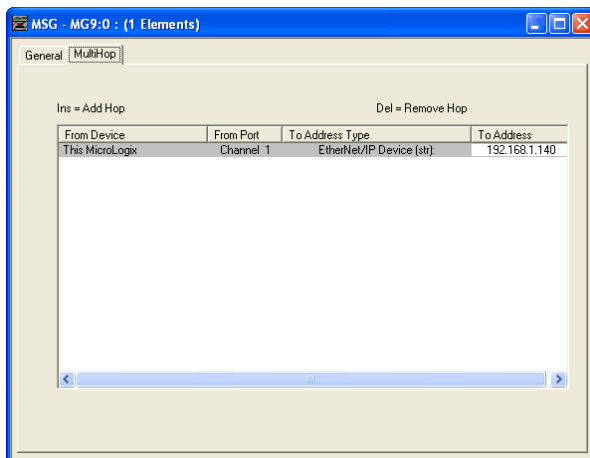 MSG - MG9:0 : (1 Elements)
General MultiHop
Ins = Add Hop Del = Remove Hop
From Device From Port To Address Type To Address
This MicroLogix Channel 1 EtherNet/IP Device (str): 192.168.1.140